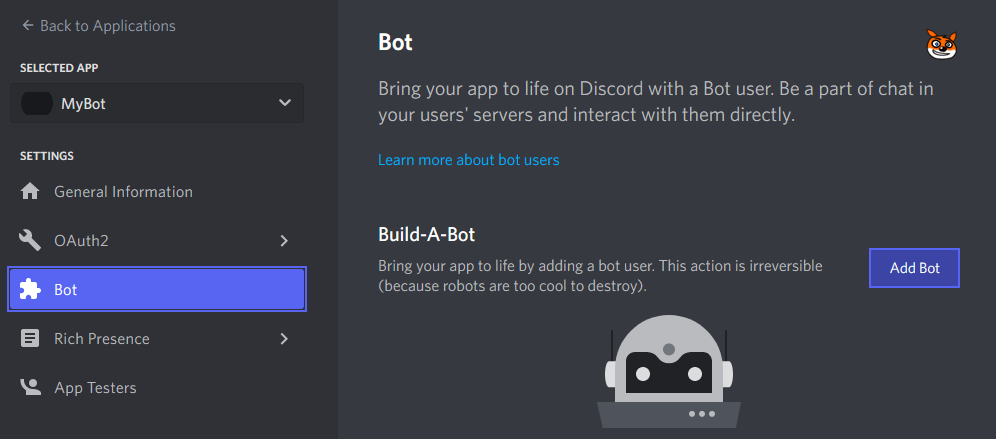 Back to Applications
SELECTED APP
MyBot
SETTINGS
General Information
OAuth2
Bot
Rich Presence
App Testers
Bot
Bring your app to life on Discord with a Bot user. Be a part of chat in
your users' servers and interact with them directly.
Learn more about bot users
Build-A-Bot
Bring your app to life by adding a bot user. This action is irreversible
(because robots are too cool to destroy).
Add Bot